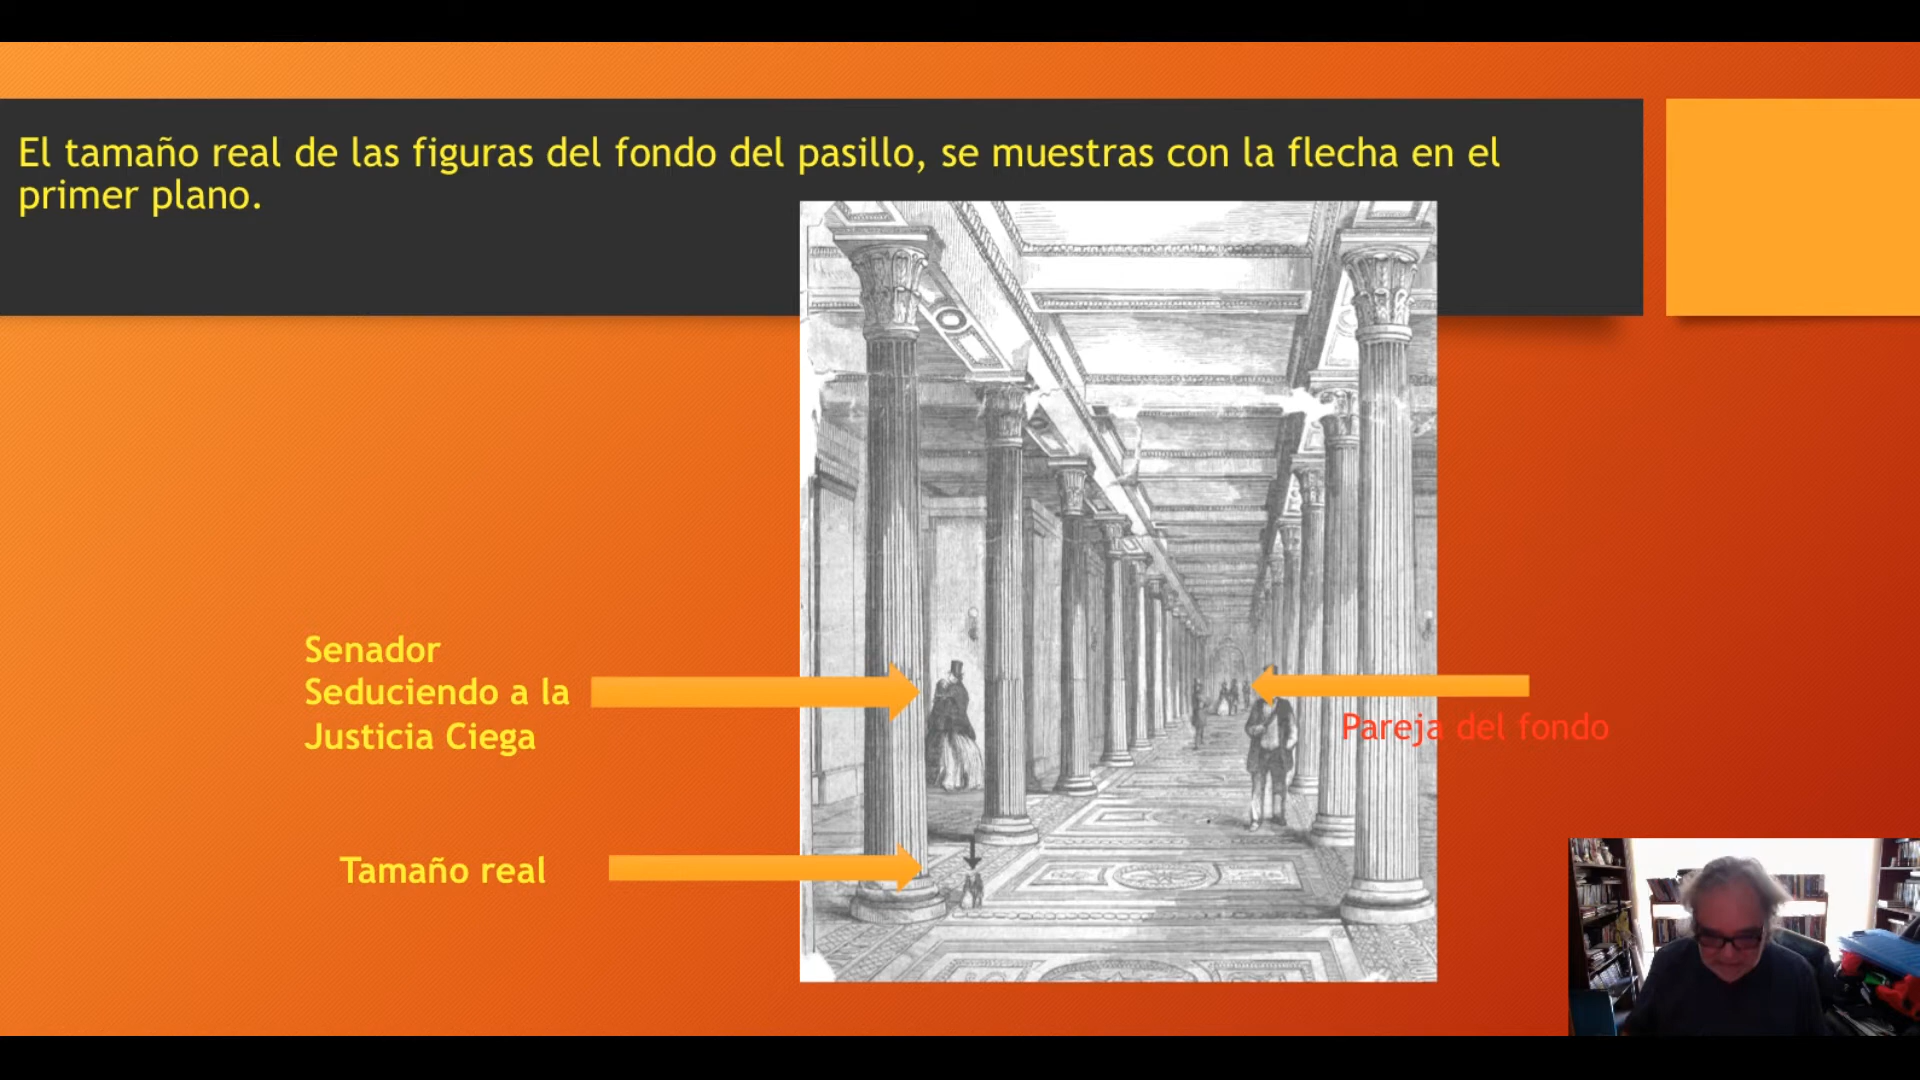 El tamaño real de las figuras del fondo del pasillo, se muestras con la flecha en el
primer plano.
Senador
Seduciendo a la
Justicia Ciega
Pareja del fondo
Tamaño real